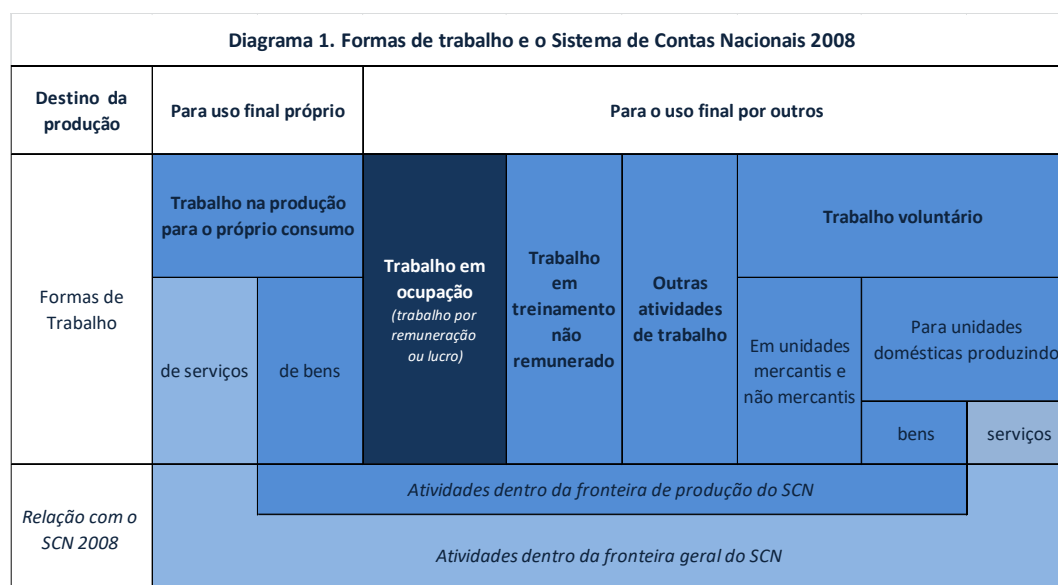 Diagrama 1. Formas de trabalho e o Sistema de Contas Nacionais 2008
Destino da
produção
Para uso final próprio
Para o uso final por outros
Formas de
Trabalho
Trabalho na produção
para o próprio consumo
de serviços
de bens
Trabalho em
ocupação
(trabalho por
remuneração
ou lucro)
Trabalho
em
treinamento
não
remunerado
Outras
atividades
de trabalho
Trabalho voluntário
Em unidades
mercantis e
não mercantis
Para unidades
domésticas produzindo
bens
serviços
Relação com o
SCN 2008
Atividades dentro da fronteira de produção do SCN
Atividades dentro da fronteira geral do SCN